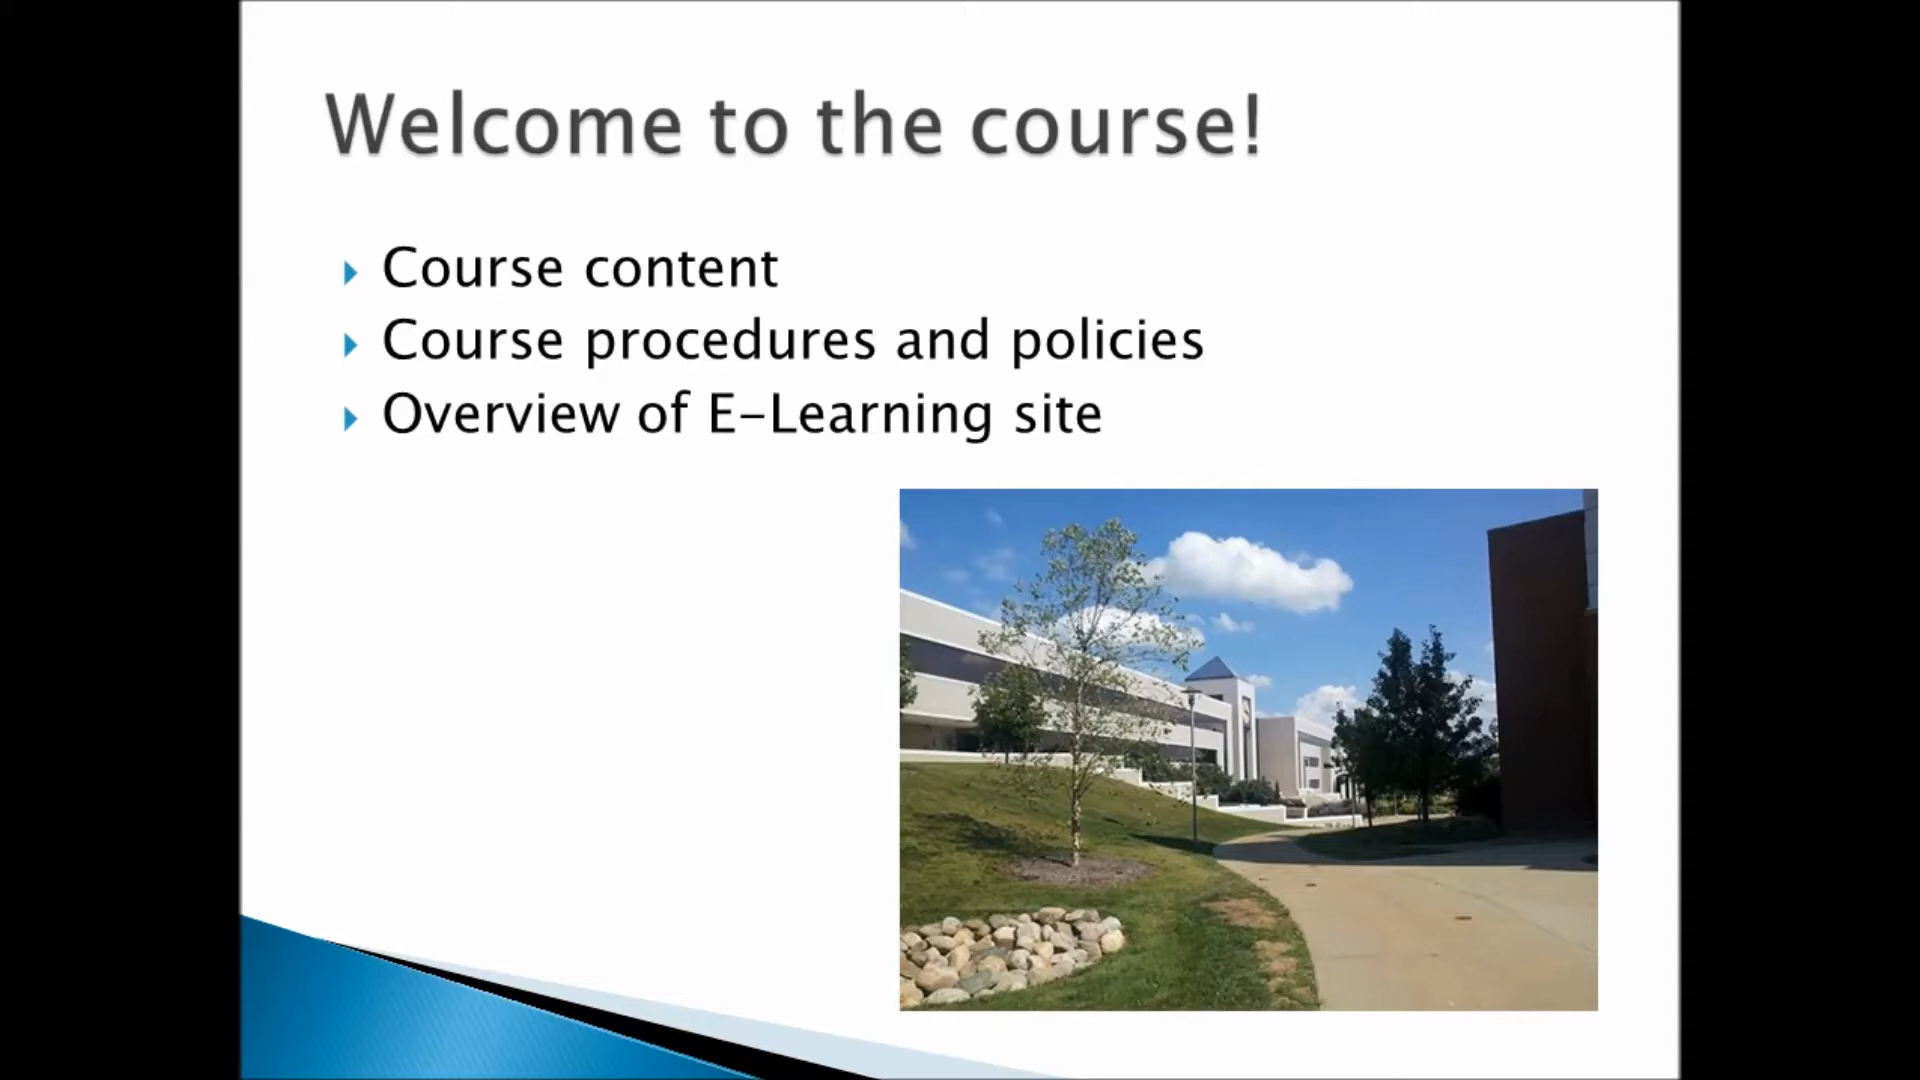 Welcome to the course!
Course content
Course procedures and policies
Overview of E-Learning site